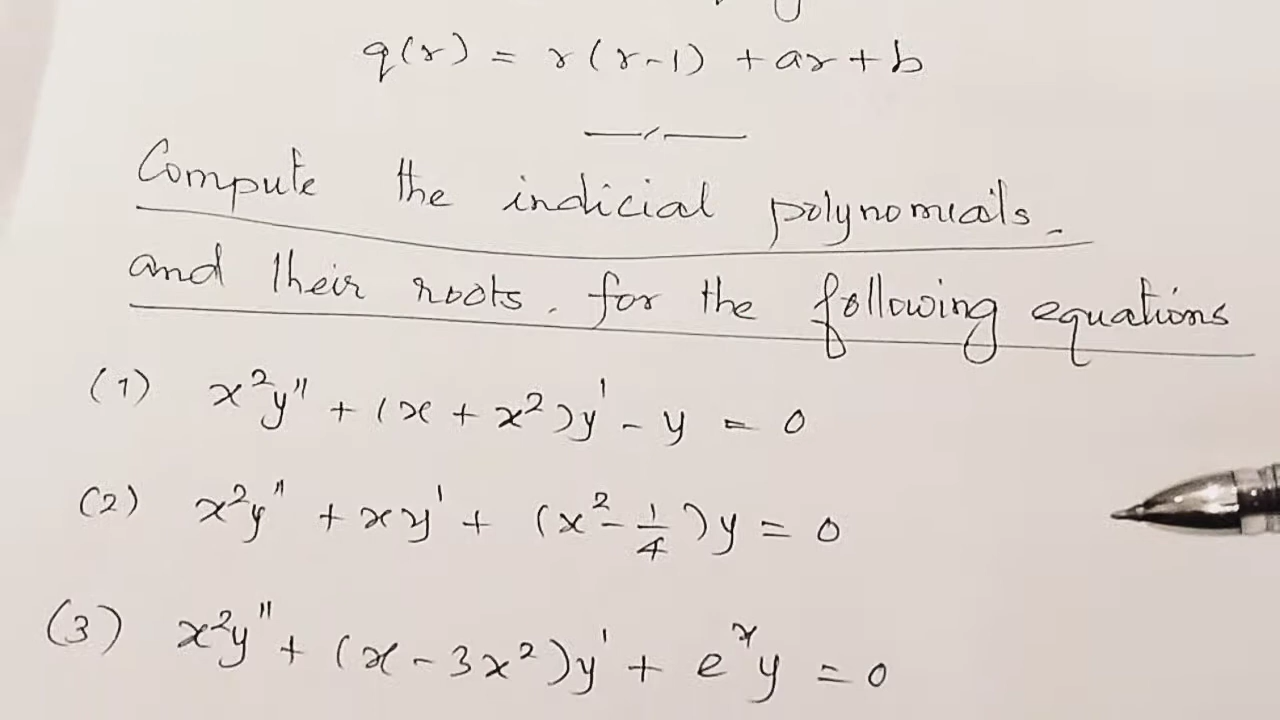 q(r) = r(r-1) + ar + b
Compute the indicial polynomials.
and their roots, for the following equations
(1) x²y'' + (x + x²)y' - y = 0
(2) x²y'' + xy' + (x² - 1/4)y = 0
(3) x²y'' + (x - 3x²)y' + eˣy = 0